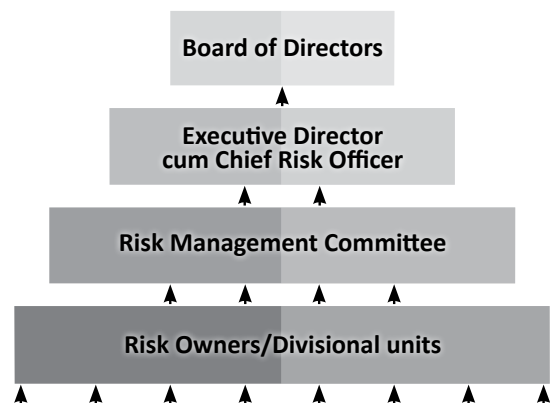 Board of Directors
Executive Director
cum Chief Risk Officer
Risk Management Committee
Risk Owners/Divisional units